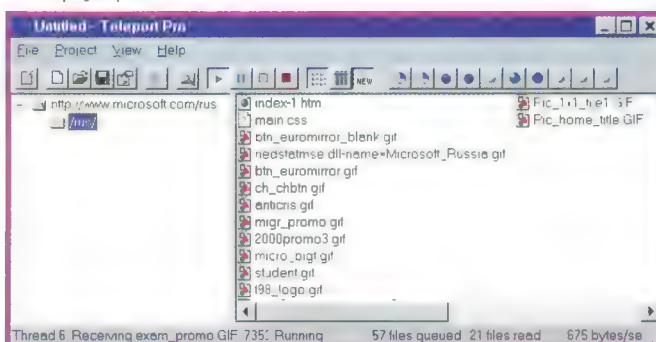 Untitled - Teleport Pro
File Project View Help
NEW
http://www.microsoft.com/rus
/rus/
index-1 htm
main css
btn_euromirror_blank gif
nedstatmse dll-name=Microsoft_Russia gif
btn_euromirror gif
ch_chbtn gif
anticris gif
migr_promo gif
2000promo3 gif
micro_bigt gif
student gif
t98_logo gif
GIF
Pic_home_title GIF
Thread 6 Receiving exam_promo GIF Running 57 files queued 21 files read 675 bytes/se